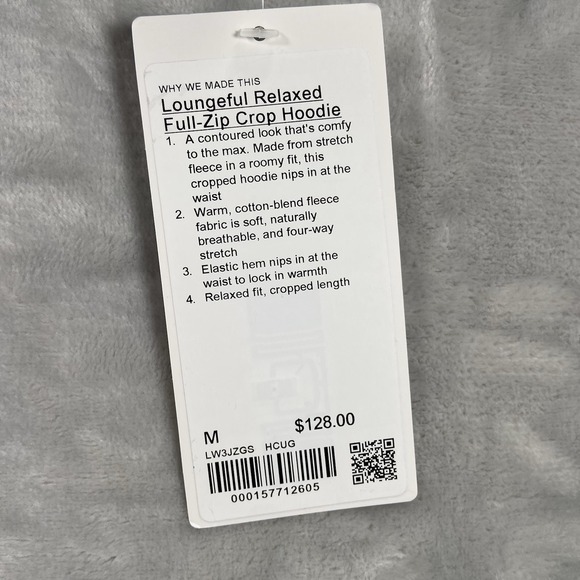 WHY WE MADE THIS
Loungeful Relaxed
Full-Zip Crop Hoodie
1. A contoured look that's comfy
to the max. Made from stretch
fleece in a roomy fit, this
cropped hoodie nips in at the
waist
2. Warm, cotton-blend fleece
fabric is soft, naturally
breathable, and four-way
stretch
3. Elastic hem nips in at the
waist to lock in warmth
4. Relaxed fit, cropped length
M $128.00
LW3JZGS HCUG
000157712605